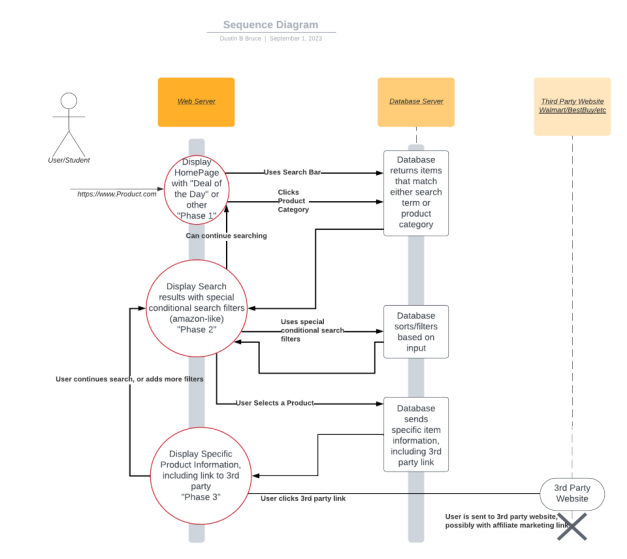 Sequence Diagram
Dustin B Bruce | September 1, 2023
Web Server
Database Server
Third Party Website
Walmart/BestBuy/etc
User/Student
https://www.Product.com
Display
HomePage
with "Deal of
the Day" or
other
"Phase 1"
Uses Search Bar
Clicks
Product
Category
Database
returns items
that match
either search
term or
product
category
Can continue searching
Display Search
results with special
conditional search filters
(amazon-like)
"Phase 2"
Uses special
conditional search
filters
Database
sorts/filters
based on
input
User continues search, or adds more filters
User Selects a Product
Database
sends
specific item
information,
including 3rd
party link
Display Specific
Product Information,
including link to 3rd
party
"Phase 3"
User clicks 3rd party link
3rd Party
Website
User is sent to 3rd party website,
possibly with affiliate marketing link